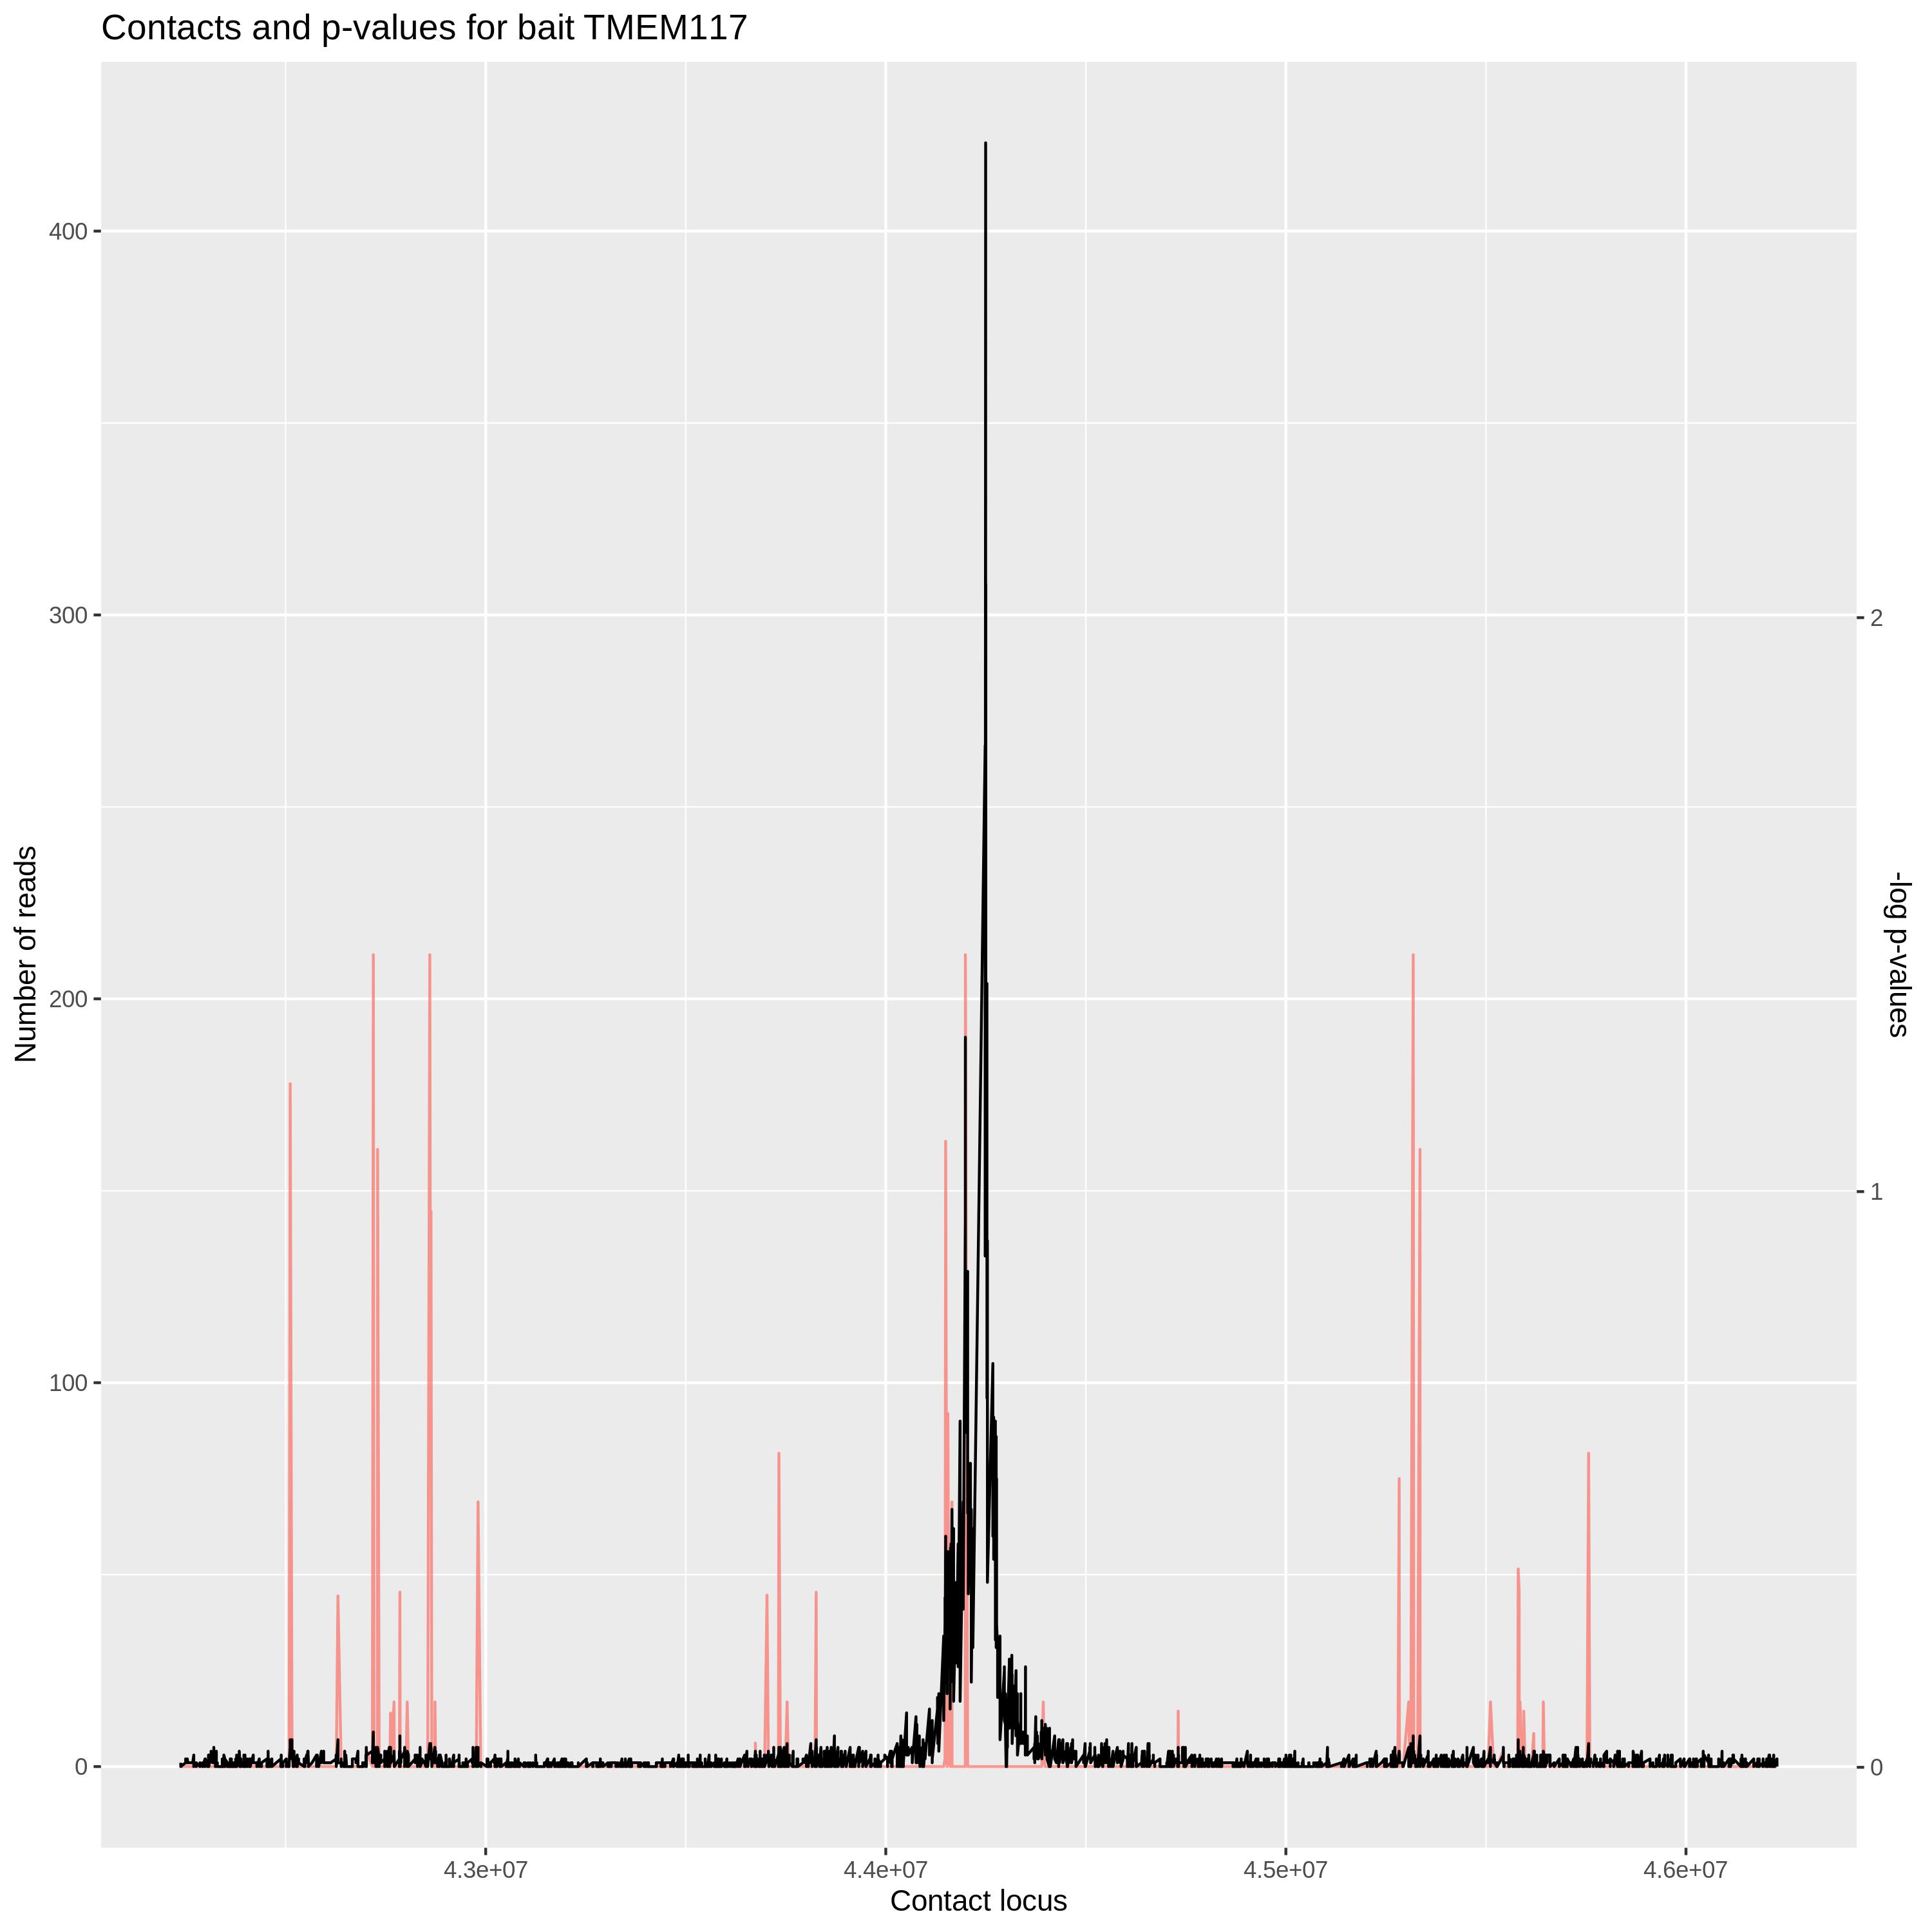 Contacts and p-values for bait TMEM117
400
300
200
100
0
Number of reads
2
1
0
-log p-values
4.3e+07
4.4e+07
4.5e+07
4.6e+07
Contact locus